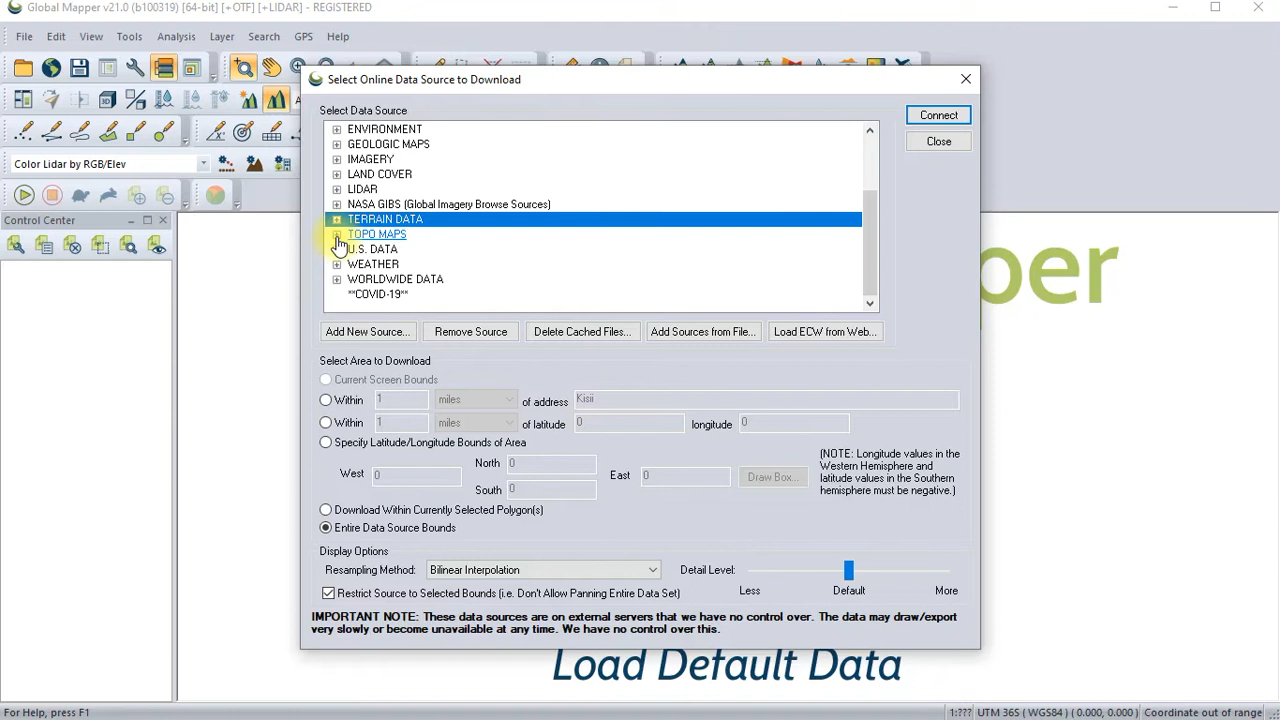 Global Mapper v21.0 (b100319) [64-bit] [+OTF] [+LIDAR] - REGISTERED
File Edit View Tools Analysis Layer Search GPS Help
Select Online Data Source to Download
Select Data Source
Connect
Close
ENVIRONMENT
GEOLOGIC MAPS
IMAGERY
LAND COVER
LIDAR
NASA GIBS (Global Imagery Browse Sources)
TERRAIN DATA
TOPO MAPS
U.S. DATA
WEATHER
WORLDWIDE DATA
**COVID-19**
Color Lidar by RGB/Elev
Control Center
per
Add New Source... Remove Source Delete Cached Files... Add Sources from File... Load ECW from Web...
Select Area to Download
Current Screen Bounds
Within 1 miles of address Kisii
Within 1 miles of latitude 0 longitude 0
Specify Latitude/Longitude Bounds of Area
West 0 North 0 South 0 East 0 Draw Box...
(NOTE: Longitude values in the
Western Hemisphere and
latitude values in the Southern
hemisphere must be negative.)
Download Within Currently Selected Polygon(s)
Entire Data Source Bounds
Display Options
Resampling Method: Bilinear Interpolation Detail Level:
Less Default More
Restrict Source to Selected Bounds (i.e. Don't Allow Panning Entire Data Set)
IMPORTANT NOTE: These data sources are on external servers that we have no control over. The data may draw/export
very slowly or become unavailable at any time. We have no control over this.
Load Default Data
For Help, press F1
1:??? UTM 36S (WGS84) (0.000, 0.000) Coordinate out of range